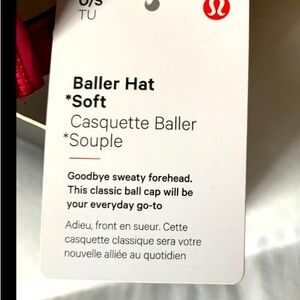 O/S
TU
Baller Hat
*Soft
Casquette Baller
*Souple
Goodbye sweaty forehead.
This classic ball cap will be
your everyday go-to
Adieu, front en sueur. Cette
casquette classique sera votre
nouvelle alliée au quotidien